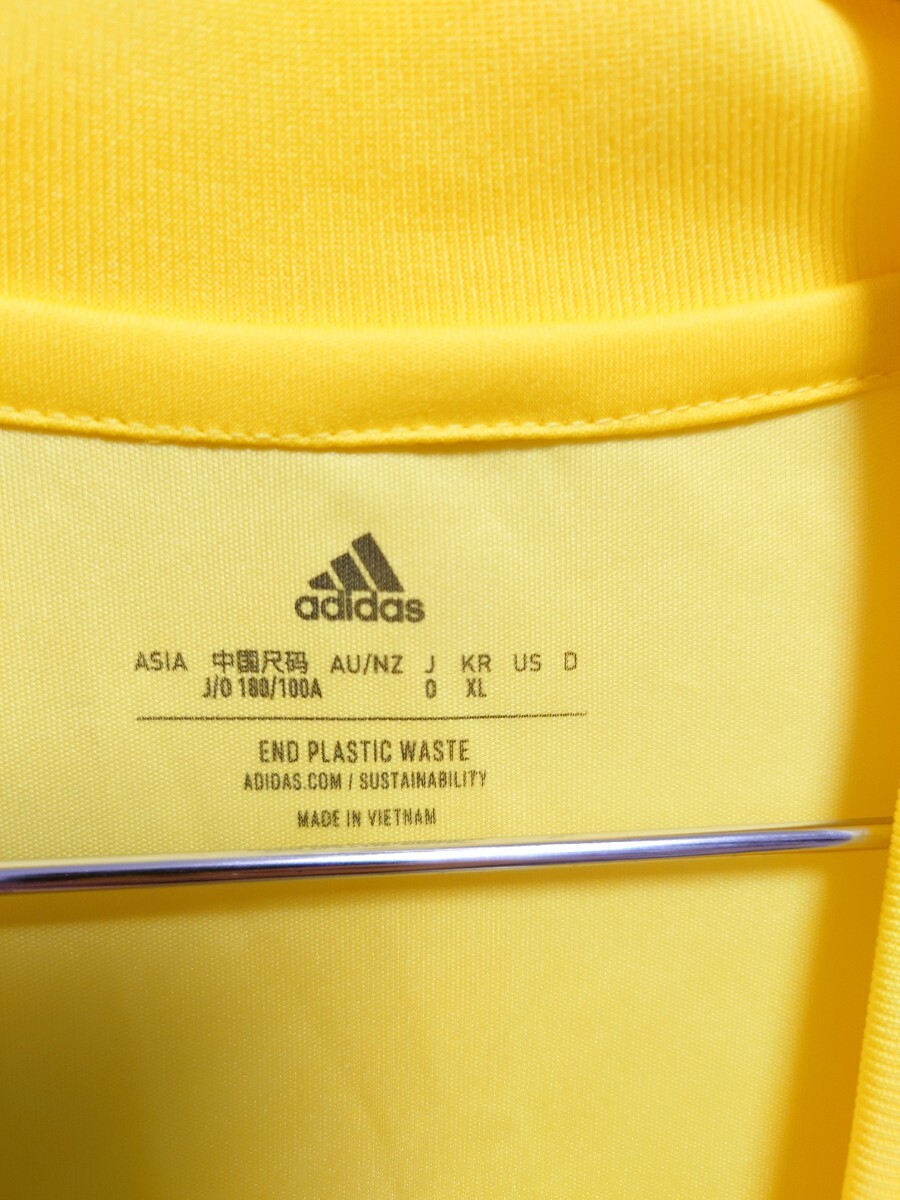 adidas
ASIA 中国尺码 AU/NZ J KR US D
J/O 180/100A O XL
END PLASTIC WASTE
ADIDAS.COM / SUSTAINABILITY
MADE IN VIETNAM